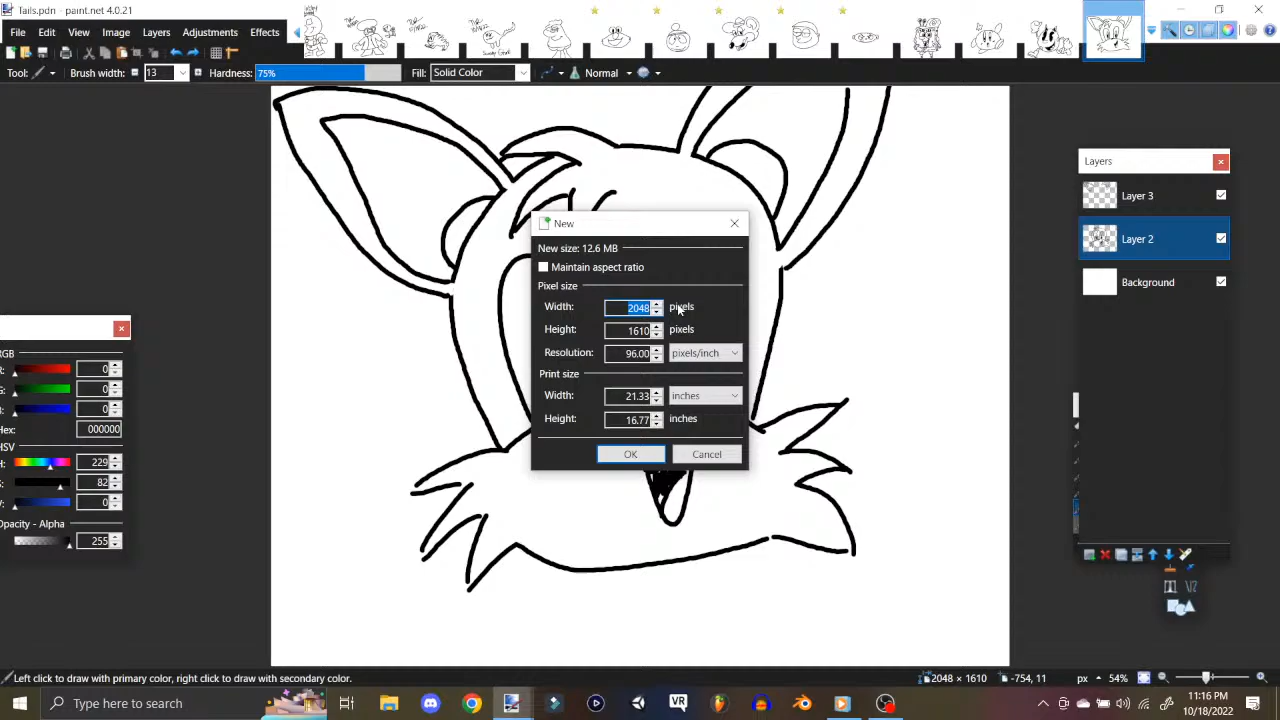 Tails.pdn - paint.net 4.0.21
File Edit View Image Layers Adjustments Effects
Tool: Brush width: 13 Hardness: 75% Fill: Solid Color Normal
Layers
Layer 3
Layer 2
Background
New
New size: 12.6 MB
Maintain aspect ratio
Pixel size
Width: 2048 pixels
Height: 1610 pixels
Resolution: 96.00 pixels/inch
Print size
Width: 21.33 inches
Height: 16.77 inches
OK Cancel
RGB
R: 0
G: 0
B: 0
Hex: 000000
HSV
H: 229
S: 82
V: 0
Opacity - Alpha
255
Left click to draw with primary color, right click to draw with secondary color.
2048 × 1610 -754, 11 px 54%
Type here to search
VR
11:16 PM
10/18/2022